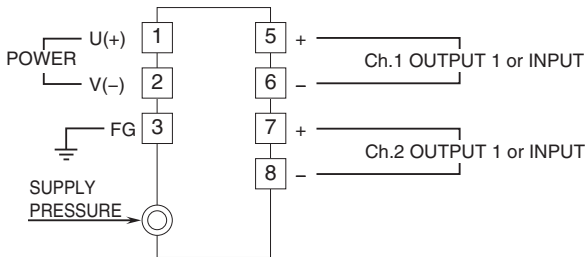 U(+) 1 5 +
POWER
Ch.1 OUTPUT 1 or INPUT
V(−) 2 6 −
FG 3 7 +
Ch.2 OUTPUT 1 or INPUT
8 −
SUPPLY
PRESSURE